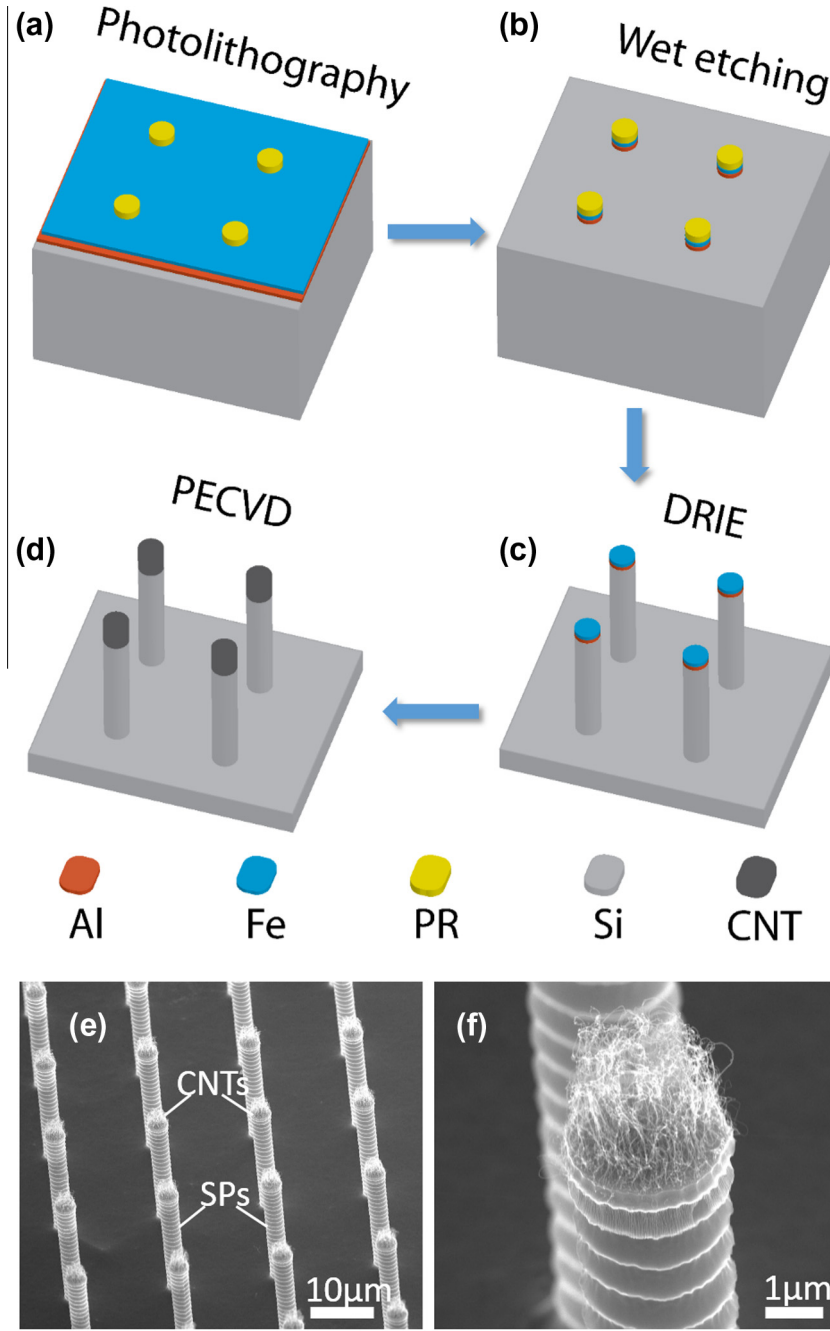 (a)
Photolithography
(b)
Wet etching
PECVD
(d)
DRIE
(c)
Al
Fe
PR
Si
CNT
(e)
CNTs
SPs
10μm
(f)
1μm